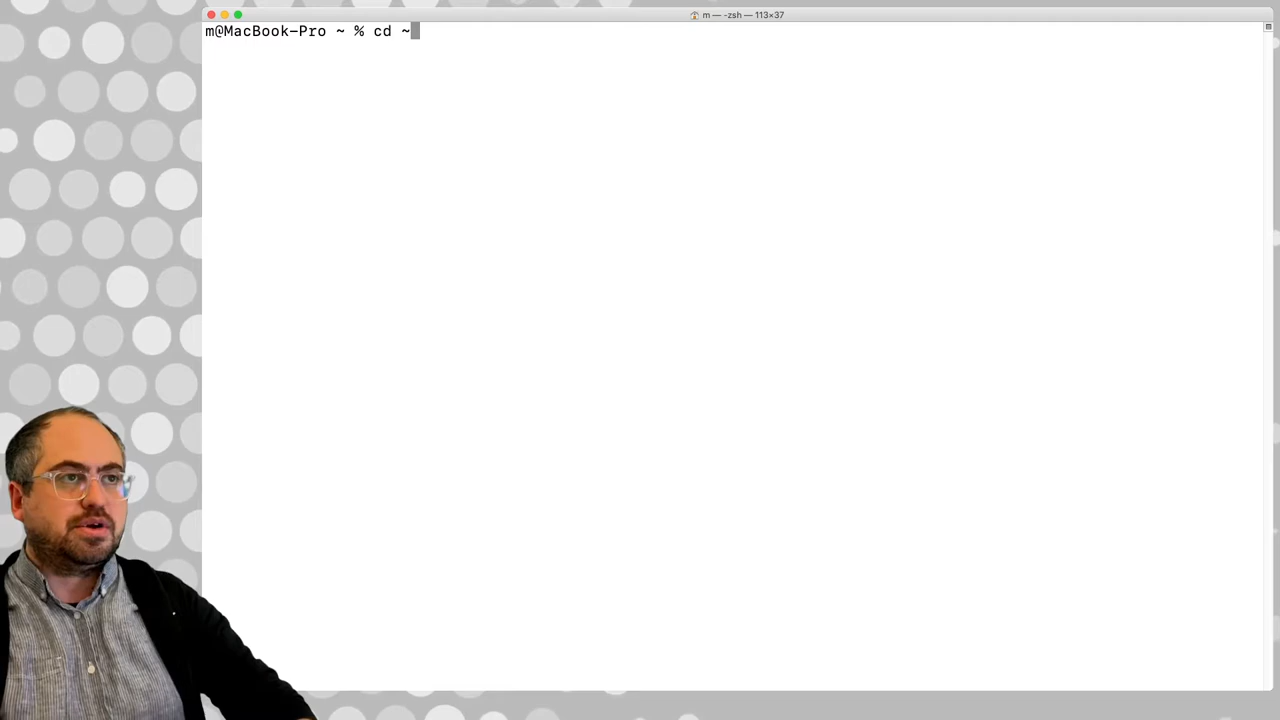 m — -zsh — 113×37
m@MacBook-Pro ~ % cd ~